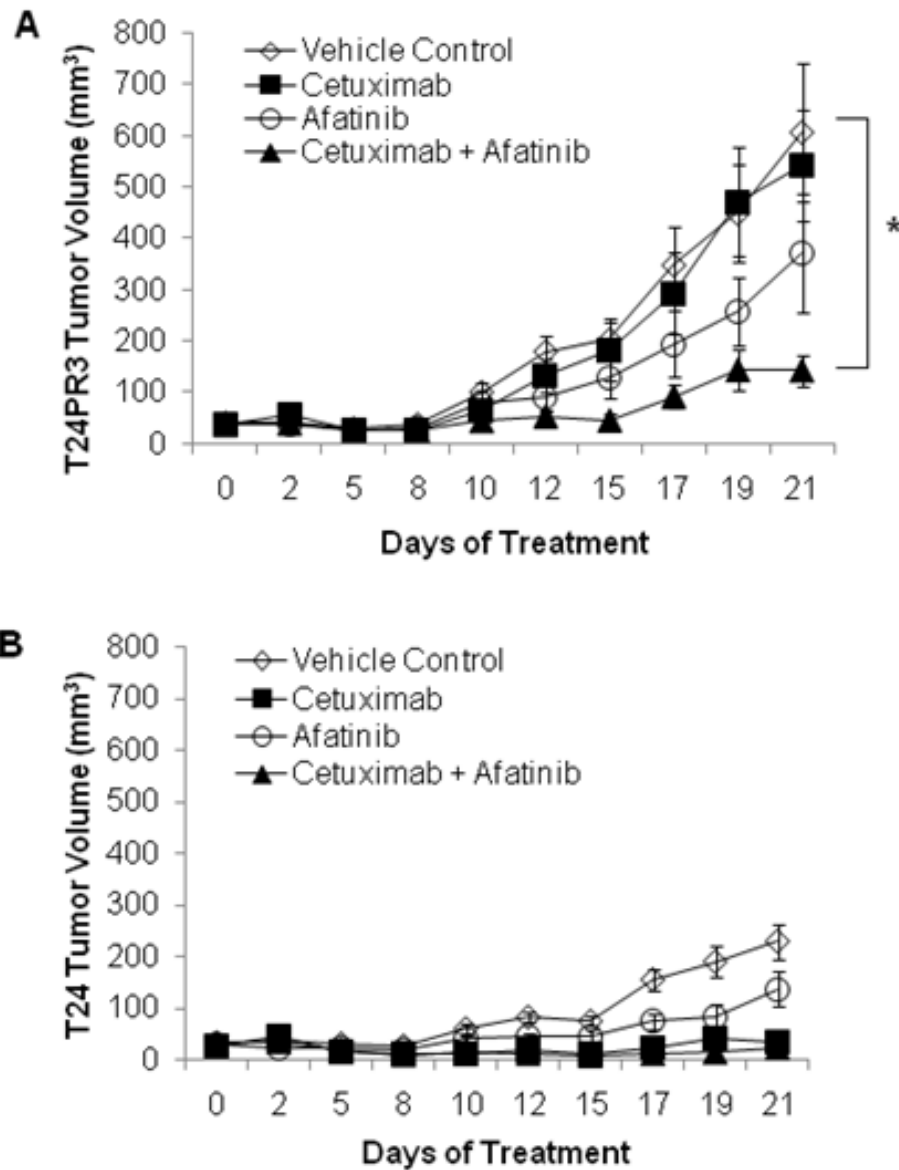 A
T24PR3 Tumor Volume (mm³)
800
700
600
500
400
300
200
100
0
Vehicle Control
Cetuximab
Afatinib
Cetuximab + Afatinib
*
0 2 5 8 10 12 15 17 19 21
Days of Treatment
B
T24 Tumor Volume (mm³)
800
700
600
500
400
300
200
100
0
Vehicle Control
Cetuximab
Afatinib
Cetuximab + Afatinib
0 2 5 8 10 12 15 17 19 21
Days of Treatment